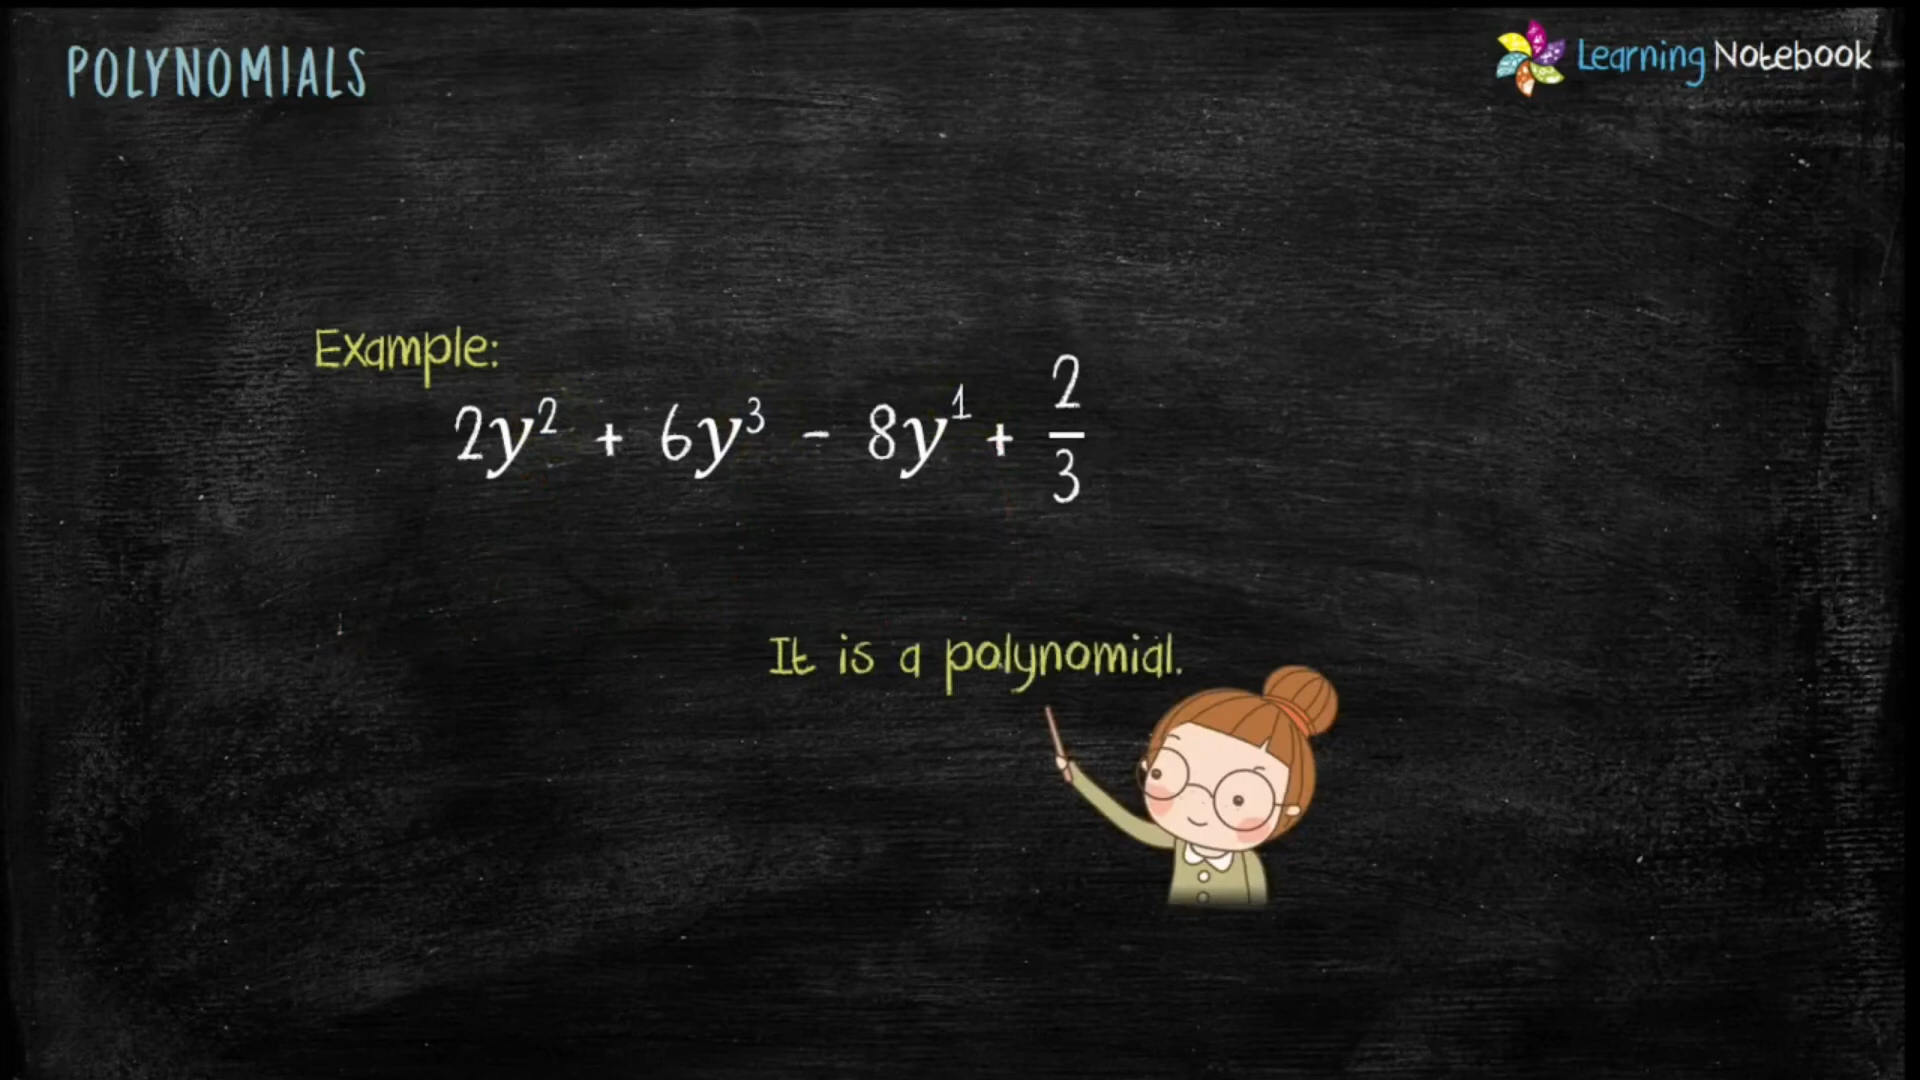 POLYNOMIALS
Learning Notebook
Example:
2y² + 6y³ - 8y¹ + 2/3
It is a polynomial.